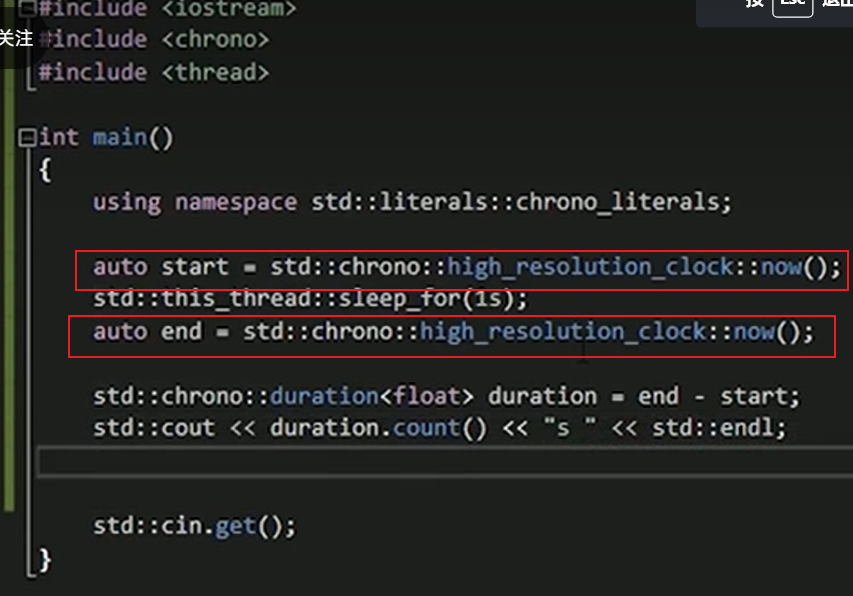 #include <iostream>
按 Esc 退出
关注
#include <chrono>
#include <thread>
int main()
{
using namespace std::literals::chrono_literals;
auto start = std::chrono::high_resolution_clock::now();
std::this_thread::sleep_for(1s);
auto end = std::chrono::high_resolution_clock::now();
std::chrono::duration<float> duration = end - start;
std::cout << duration.count() << "s " << std::endl;
std::cin.get();
}